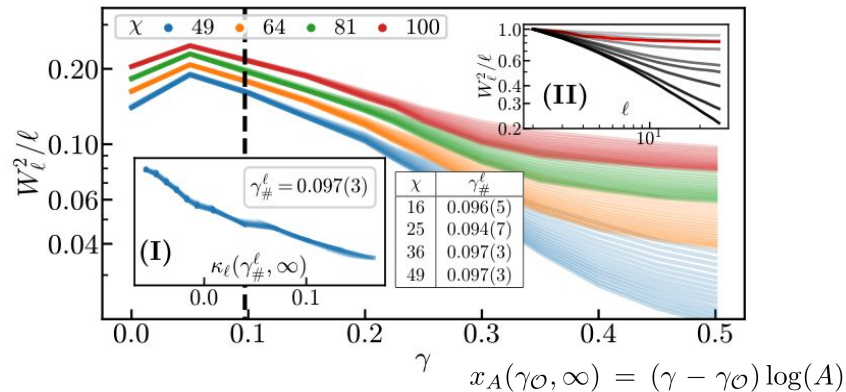 χ 49 64 81 100
W_ℓ^2/ℓ
0.20
0.10
0.06
0.04
0.0 0.1 0.2 0.3 0.4 0.5
γ
(I)
γ_#^ℓ = 0.097(3)
κ_ℓ(γ_#^ℓ, ∞)
0.0 0.1
χ γ_#^ℓ
16 0.096(5)
25 0.094(7)
36 0.097(3)
49 0.097(3)
W_ℓ^2/ℓ
1.0
0.6
0.4
0.3
0.2
(II)
ℓ
10^1
x_A(γ_𝒪, ∞) = (γ − γ_𝒪) log(A)